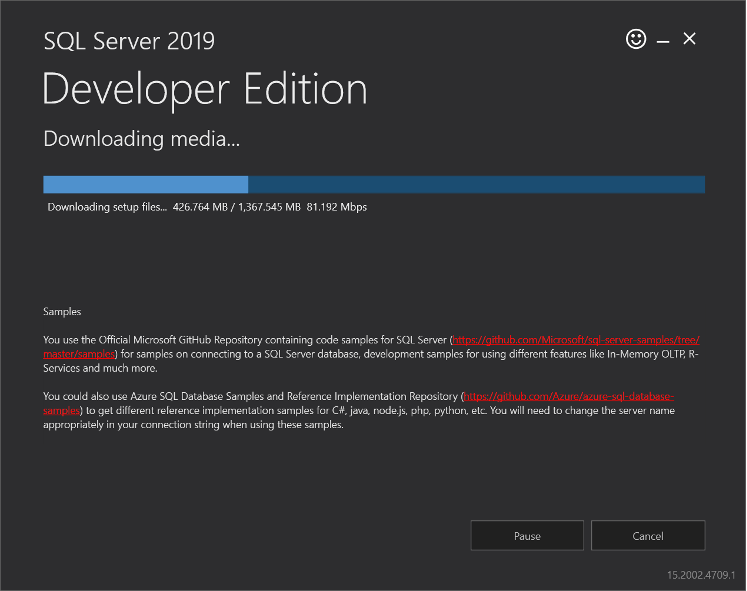 SQL Server 2019
Developer Edition
Downloading media...
Downloading setup files... 426.764 MB / 1,367.545 MB 81.192 Mbps
Samples
You use the Official Microsoft GitHub Repository containing code samples for SQL Server (https://github.com/Microsoft/sql-server-samples/tree/
master/samples) for samples on connecting to a SQL Server database, development samples for using different features like In-Memory OLTP, R-
Services and much more.
You could also use Azure SQL Database Samples and Reference Implementation Repository (https://github.com/Azure/azure-sql-database-
samples) to get different reference implementation samples for C#, java, node.js, php, python, etc. You will need to change the server name
appropriately in your connection string when using these samples.
Pause
Cancel
15.2002.4709.1